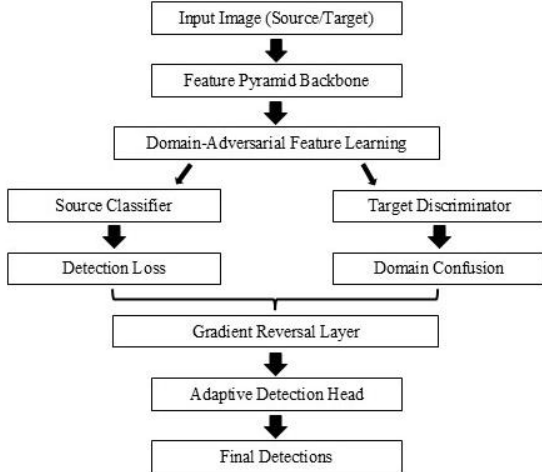 Input Image (Source/Target)
Feature Pyramid Backbone
Domain-Adversarial Feature Learning
Source Classifier
Target Discriminator
Detection Loss
Domain Confusion
Gradient Reversal Layer
Adaptive Detection Head
Final Detections